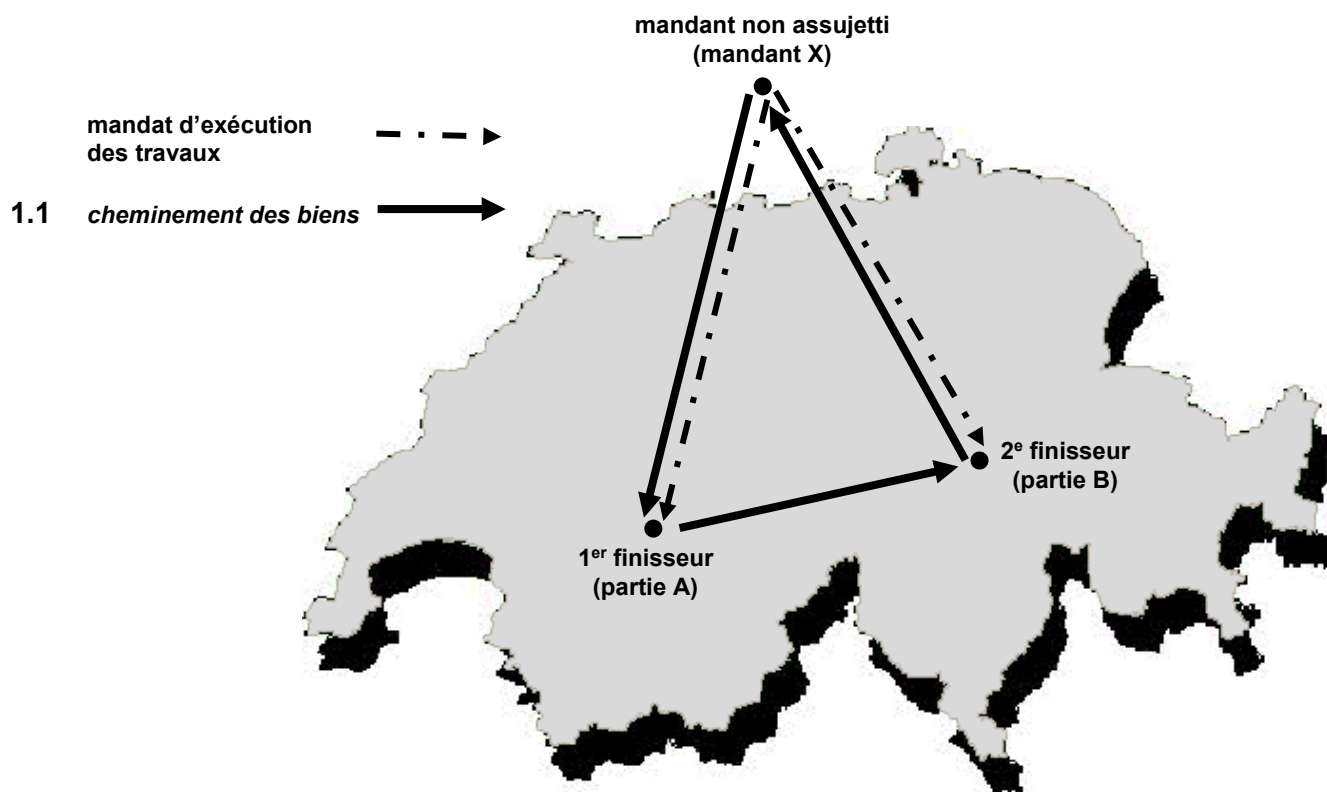 mandant non assujetti
(mandant X)
mandat d’exécution
des travaux
1.1 cheminement des biens
2e finisseur
(partie B)
1er finisseur
(partie A)